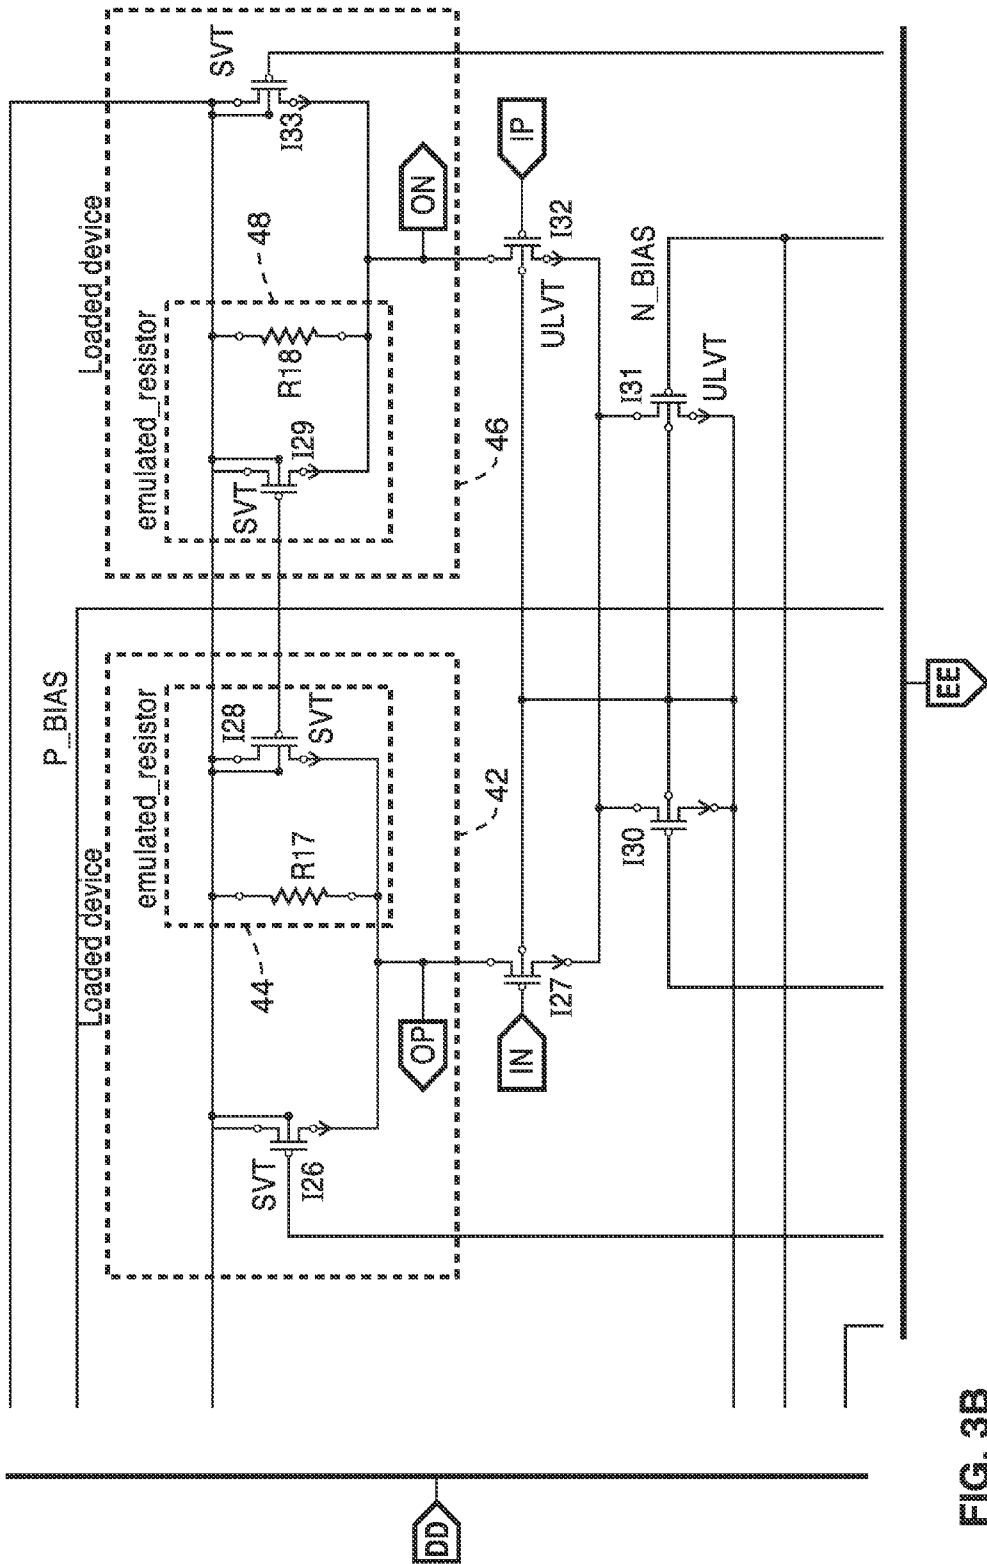 P_BIAS
Loaded device
emulated_resistor
SVT
I26
44
R17
I28
SVT
42
OP
IN
I27
I30
Loaded device
emulated_resistor
SVT
I29
R18
48
SVT
I33
46
ON
IP
ULVT
I32
N_BIAS
I31
ULVT
DD
EE
FIG. 3B